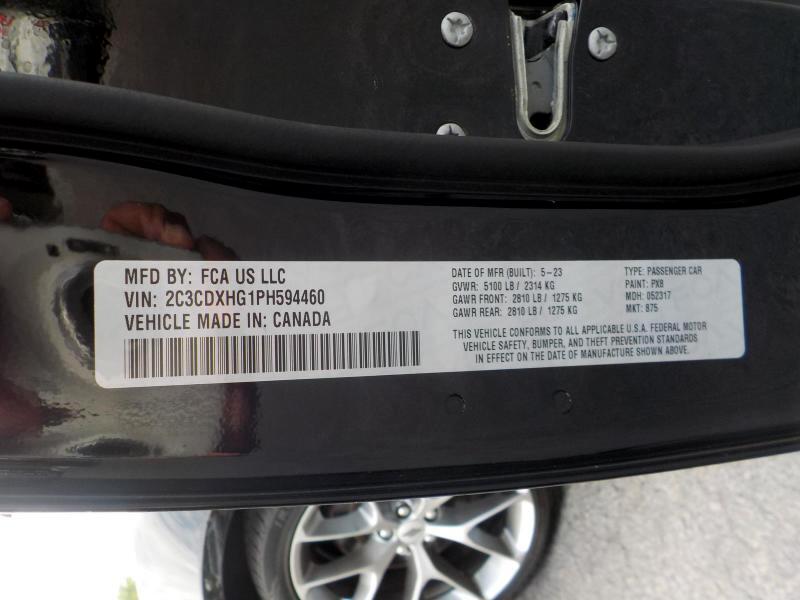 MFD BY: FCA US LLC
VIN: 2C3CDXHG1PH594460
VEHICLE MADE IN: CANADA
DATE OF MFR (BUILT): 5-23
GVWR: 5100 LB / 2314 KG
GAWR FRONT: 2810 LB / 1275 KG
GAWR REAR: 2810 LB / 1275 KG
TYPE: PASSENGER CAR
PAINT: PX8
MDH: 052317
MKT: 875
THIS VEHICLE CONFORMS TO ALL APPLICABLE U.S.A. FEDERAL MOTOR
VEHICLE SAFETY, BUMPER, AND THEFT PREVENTION STANDARDS
IN EFFECT ON THE DATE OF MANUFACTURE SHOWN ABOVE.